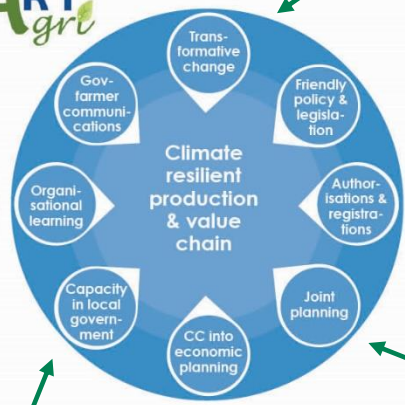 gri
Trans-
formative
change
Friendly
policy &
legisla-
tion
Author-
isations &
registra-
tions
Joint
planning
CC into
economic
planning
Capacity
in local
govern-
ment
Organi-
sational
learning
Gov-
farmer
communi-
cations
Climate
resilient
production
& value
chain